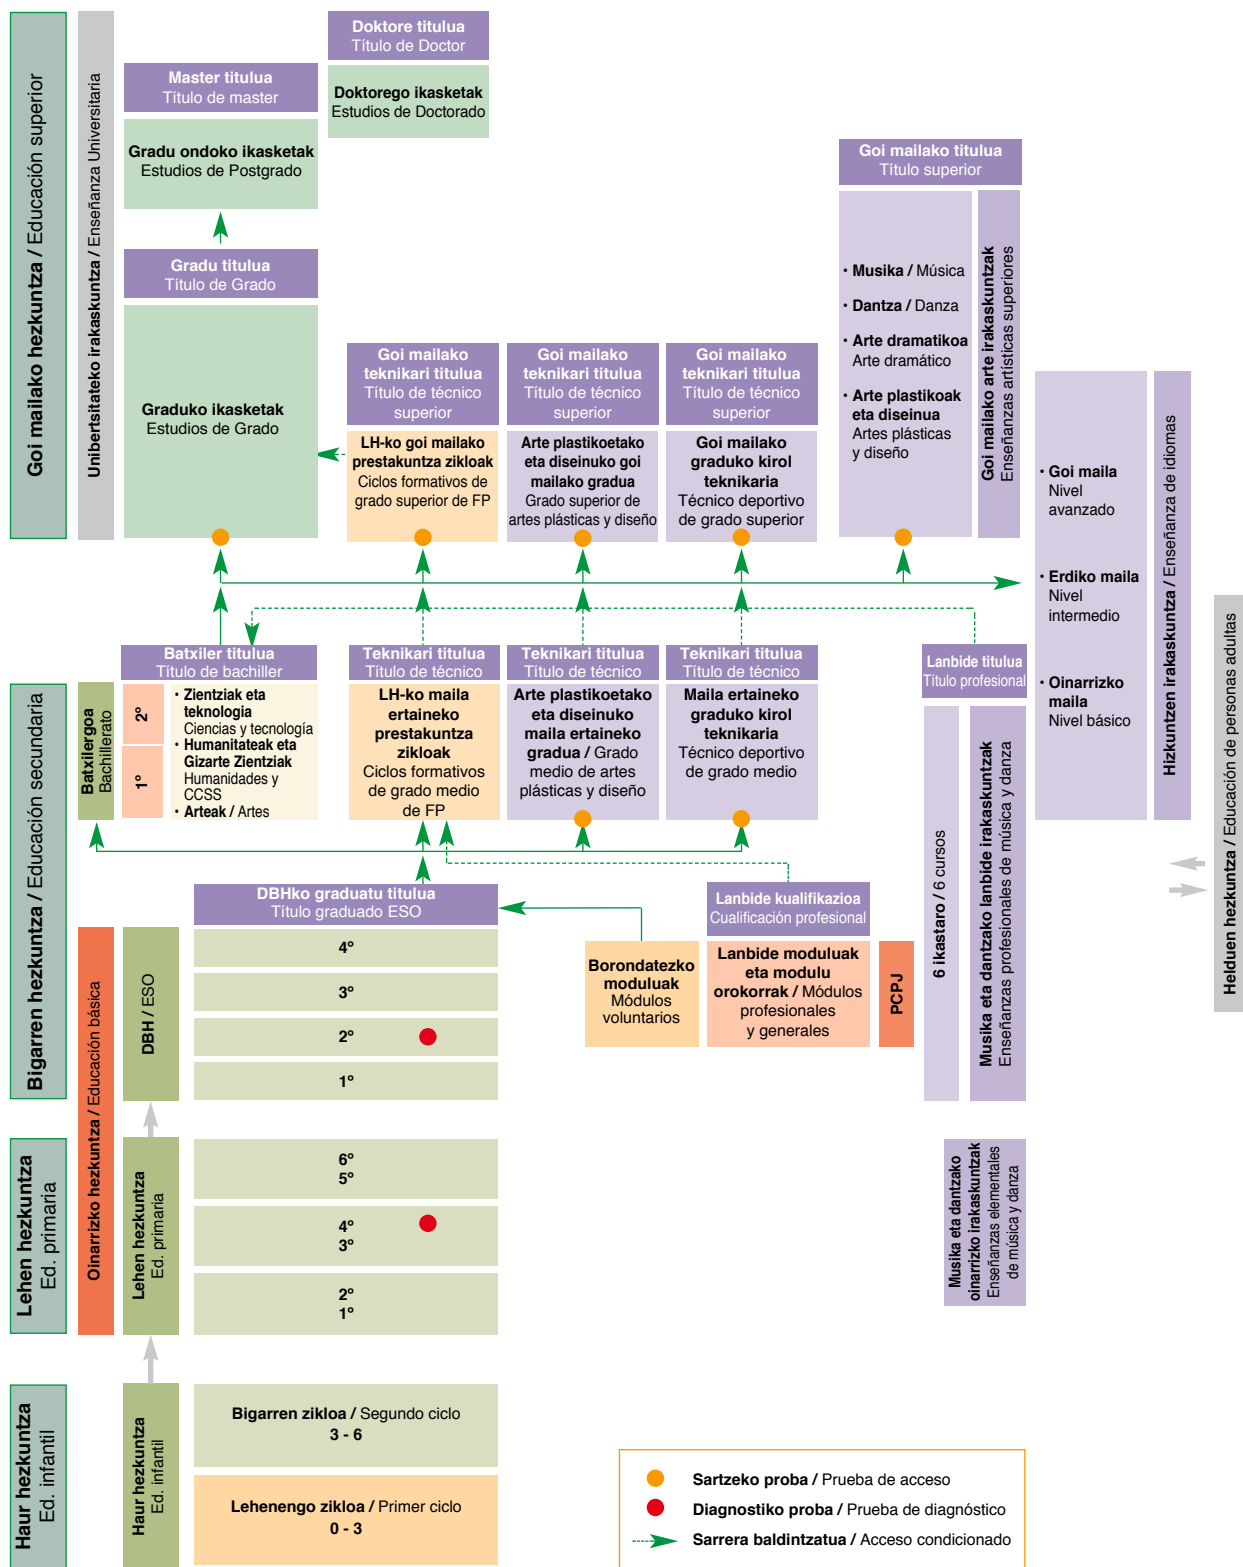 Goi mailako hezkuntza / Educación superior
Unibertsitateko irakaskuntza / Enseñanza Universitaria
Doktore titulua
Título de Doctor
Doktorego ikasketak
Estudios de Doctorado
Master titulua
Título de master
Gradu ondoko ikasketak
Estudios de Postgrado
Gradu titulua
Título de Grado
Graduko ikasketak
Estudios de Grado
Goi mailako
teknikari titulua
Título de técnico
superior
LH-ko goi mailako
prestakuntza zikloak
Ciclos formativos de
grado superior de FP
Goi mailako
teknikari titulua
Título de técnico
superior
Arte plastikoetako
eta diseinuko goi
mailako gradua
Grado superior de
artes plásticas y diseño
Goi mailako
teknikari titulua
Título de técnico
superior
Goi mailako
graduko kirol
teknikaria
Técnico deportivo
de grado superior
Goi mailako titulua
Título superior
• Musika / Música
• Dantza / Danza
• Arte dramatikoa
Arte dramático
• Arte plastikoak
eta diseinua
Artes plásticas
y diseño
Goi mailako arte irakaskuntzak
Enseñanzas artísticas superiores
• Goi maila
Nivel
avanzado
• Erdiko maila
Nivel
intermedio
• Oinarrizko
maila
Nivel básico
Hizkuntzen irakaskuntza / Enseñanza de idiomas
Helduen hezkuntza / Educación de personas adultas
Bigarren hezkuntza / Educación secundaria
Batxilergoa
Bachillerato
Batxiler titulua
Título de bachiller
2º
1º
• Zientziak eta
teknologia
Ciencias y tecnología
• Humanitateak eta
Gizarte Zientziak
Humanidades y
CCSS
• Arteak / Artes
Teknikari titulua
Título de técnico
LH-ko maila
ertaineko
prestakuntza
zikloak
Ciclos formativos
de grado medio
de FP
Teknikari titulua
Título de técnico
Arte plastikoetako
eta diseinuko
maila ertaineko
gradua / Grado
medio de artes
plásticas y diseño
Teknikari titulua
Título de técnico
Maila ertaineko
graduko kirol
teknikaria
Técnico deportivo
de grado medio
Lanbide titulua
Título profesional
6 ikastaro / 6 cursos
Musika eta dantzako lanbide irakaskuntzak
Enseñanzas profesionales de música y danza
Oinarrizko hezkuntza / Educación básica
DBH / ESO
DBHko graduatu titulua
Título graduado ESO
4º
3º
2º
1º
Borondatezko
moduluak
Módulos
voluntarios
Lanbide kualifikazioa
Cualificación profesional
Lanbide moduluak
eta modulu
orokorrak / Módulos
profesionales
y generales
PCPJ
Lehen hezkuntza
Ed. primaria
Lehen hezkuntza
Ed. primaria
6º
5º
4º
3º
2º
1º
Musika eta dantzako
oinarrizko irakaskuntzak
Enseñanzas elementales
de música y danza
Haur hezkuntza
Ed. infantil
Haur hezkuntza
Ed. infantil
Bigarren zikloa / Segundo ciclo
3 - 6
Lehenengo zikloa / Primer ciclo
0 - 3
Sartzeko proba / Prueba de acceso
Diagnostiko proba / Prueba de diagnóstico
Sarrera baldintzatua / Acceso condicionado